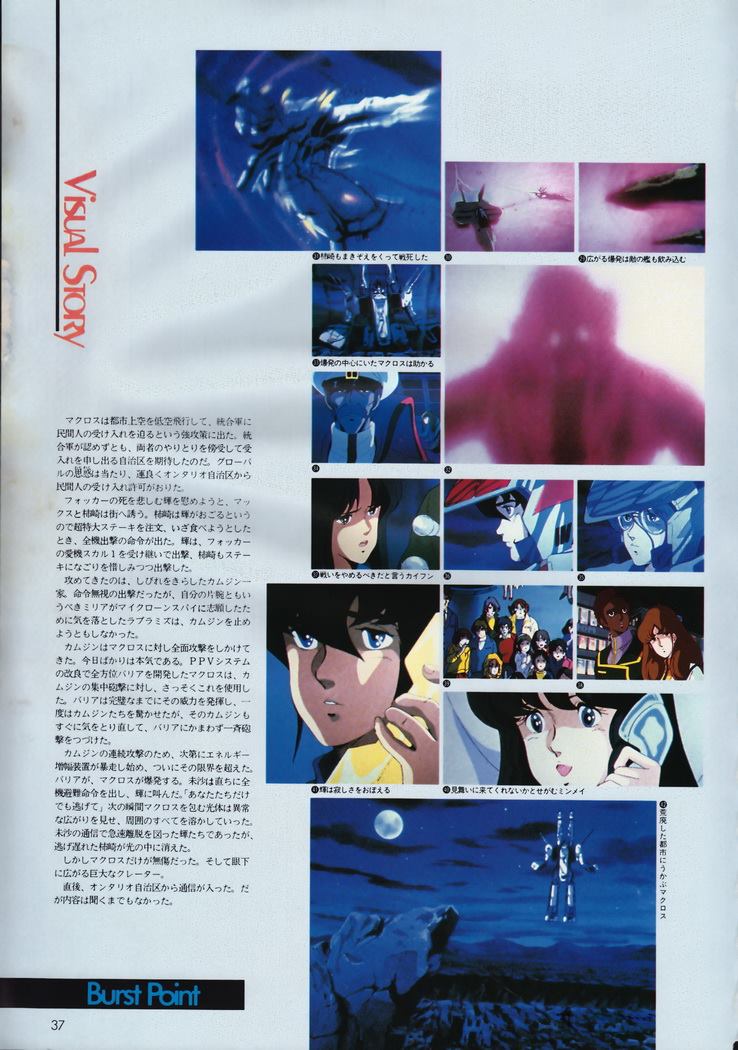 VISUAL STORY
マクロスは都市上空を低空飛行して、統合軍に
民間人の受け入れを迫るという強攻策に出た。統
合軍が認めずとも、両者のやりとりを傍受して受
入れを申し出る自治区を期待したのだ。グローバ
ルの思惑は当たり、運良くオンタリオ自治区から
民間人の受け入れ許可がおりた。
フォッカーの死を悲しむ輝を慰めようと、マッ
クスと柿崎は街へ誘う。柿崎は輝がおごるという
ので超特大ステーキを注文、いざ食べようとした
とき、全機出撃の命令が出た。輝は、フォッカー
の愛機スカル1を受け継いで出撃、柿崎もステー
キになごりを惜しみつつ出撃した。
攻めてきたのは、しびれをきらしたカムジン一
家。命令無視の出撃だったが、自分の片腕ともい
うべきミリアがマイクローンスパイに志願したた
めに気を落としたラプラミズは、カムジンを止め
ようともしなかった。
カムジンはマクロスに対し全面攻撃をしかけて
きた。今日ばかりは本気である。PPVシステム
の改良で全方位バリアを開発したマクロスは、カ
ムジンの集中砲撃に対し、さっそくこれを使用し
た。バリアは完璧なまでにその威力を発揮し、一
度はカムジンたちを驚かせたが、そのカムジンも
すぐに気をとり直して、バリアにかまわず一斉砲
撃をつづけた。
カムジンの連続攻撃のため、次第にエネルギー
増幅装置が暴走し始め、ついにその限界を超えた。
バリアが、マクロスが爆発する。未沙は直ちに全
機避難命令を出し、輝に叫んだ。「あなたたちだけ
でも逃げて」次の瞬間マクロスを包む光体は異常
な広がりを見せ、周囲のすべてを溶かしていった。
未沙の通信で急速離脱を図った輝たちであったが、
逃げ遅れた柿崎が光の中に消えた。
しかしマクロスだけが無傷だった。そして眼下
に広がる巨大なクレーター。
直後、オンタリオ自治区から通信が入った。だ
が内容は聞くまでもなかった。
㉛柿崎もまきぞえをくって戦死した
㉚
㉙広がる爆発は敵の艦も飲み込む
㉝爆発の中心にいたマクロスは助かる
㉜
㊲戦いをやめるべきだと言うカイフン
㊱
㉟
㊴
㊳
㊶輝は寂しさをおぼえる
㊵見舞いに来てくれないかとせがむミンメイ
㊷荒廃した都市にうかぶマクロス
Burst Point
37